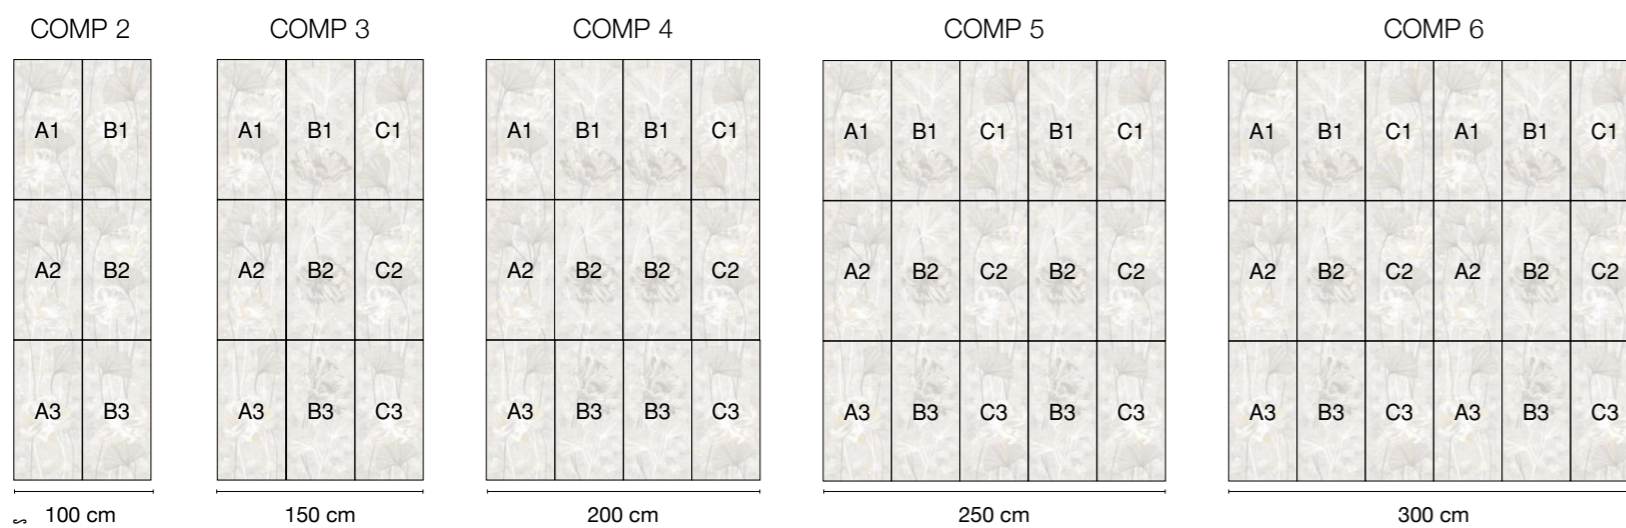 COMP 2 COMP 3 COMP 4 COMP 5 COMP 6
A1 B1 A1 B1 C1 A1 B1 B1 C1 A1 B1 C1 B1 C1 A1 B1 C1 A1 B1 C1
A2 B2 A2 B2 C2 A2 B2 B2 C2 A2 B2 C2 B2 C2 A2 B2 C2 A2 B2 C2
A3 B3 A3 B3 C3 A3 B3 B3 C3 A3 B3 C3 B3 C3 A3 B3 C3 A3 B3 C3
100 cm 150 cm 200 cm 250 cm 300 cm